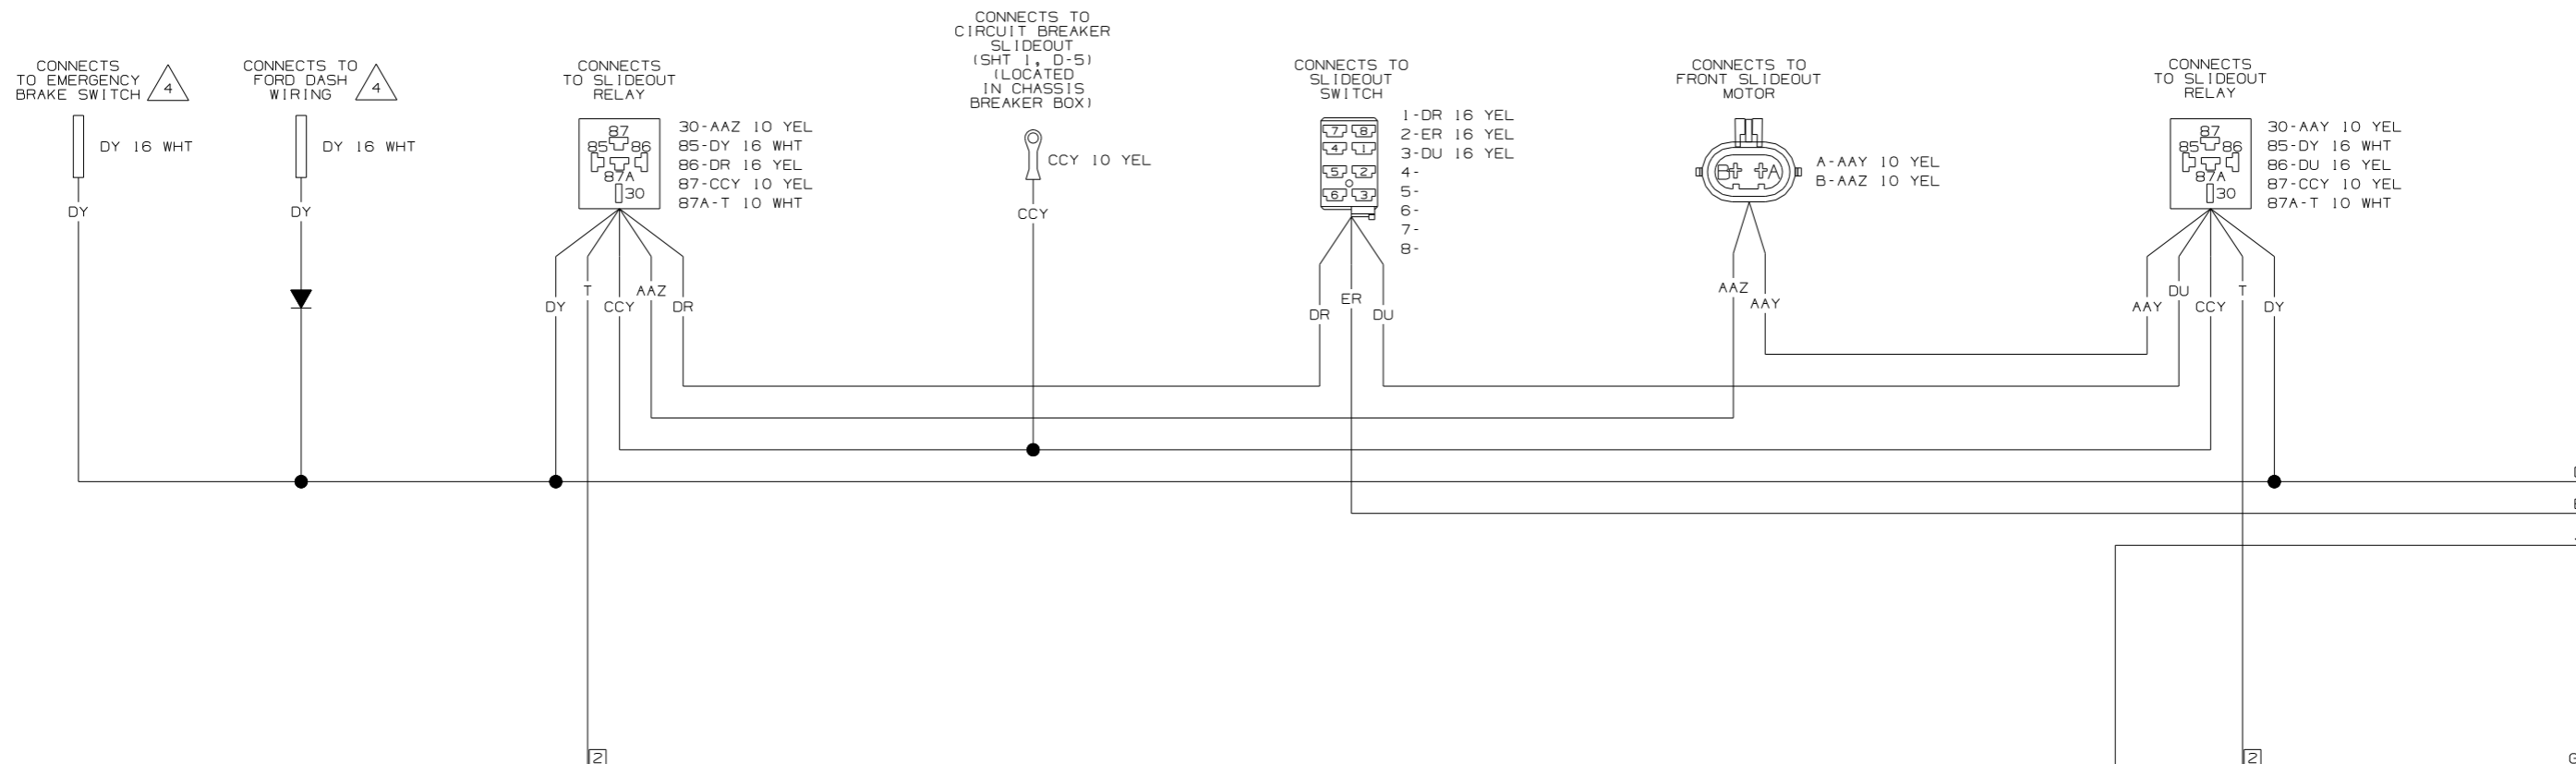 CONNECTS
TO EMERGENCY
BRAKE SWITCH
4
DY 16 WHT
DY
CONNECTS TO
FORD DASH
WIRING
4
DY 16 WHT
DY
CONNECTS
TO SLIDEOUT
RELAY
87
85 86
87A
30
30-AAZ 10 YEL
85-DY 16 WHT
86-DR 16 YEL
87-CCY 10 YEL
87A-T 10 WHT
DY
T
CCY
AAZ
DR
2
CONNECTS TO
CIRCUIT BREAKER
SLIDEOUT
(SHT 1, D-5)
(LOCATED
IN CHASSIS
BREAKER BOX)
CCY 10 YEL
CCY
CONNECTS TO
SLIDEOUT
SWITCH
7 8
4 1
5 2
6 3
1-DR 16 YEL
2-ER 16 YEL
3-DU 16 YEL
4-
5-
6-
7-
8-
DR
ER
DU
CONNECTS TO
FRONT SLIDEOUT
MOTOR
B A
A-AAY 10 YEL
B-AAZ 10 YEL
AAZ
AAY
CONNECTS
TO SLIDEOUT
RELAY
87
85 86
87A
30
30-AAY 10 YEL
85-DY 16 WHT
86-DU 16 YEL
87-CCY 10 YEL
87A-T 10 WHT
AAY
DU
CCY
T
DY
2